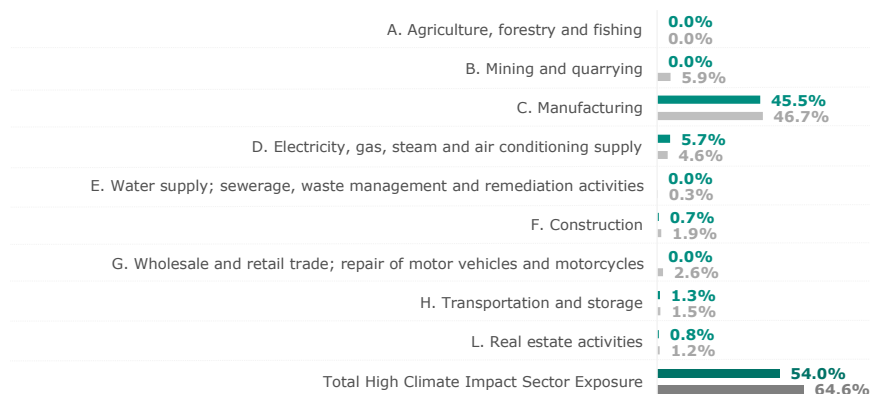 A. Agriculture, forestry and fishing 0.0%
0.0%
B. Mining and quarrying 0.0%
5.9%
C. Manufacturing 45.5%
46.7%
D. Electricity, gas, steam and air conditioning supply 5.7%
4.6%
E. Water supply; sewerage, waste management and remediation activities 0.0%
0.3%
F. Construction 0.7%
1.9%
G. Wholesale and retail trade; repair of motor vehicles and motorcycles 0.0%
2.6%
H. Transportation and storage 1.3%
1.5%
L. Real estate activities 0.8%
1.2%
Total High Climate Impact Sector Exposure 54.0%
64.6%